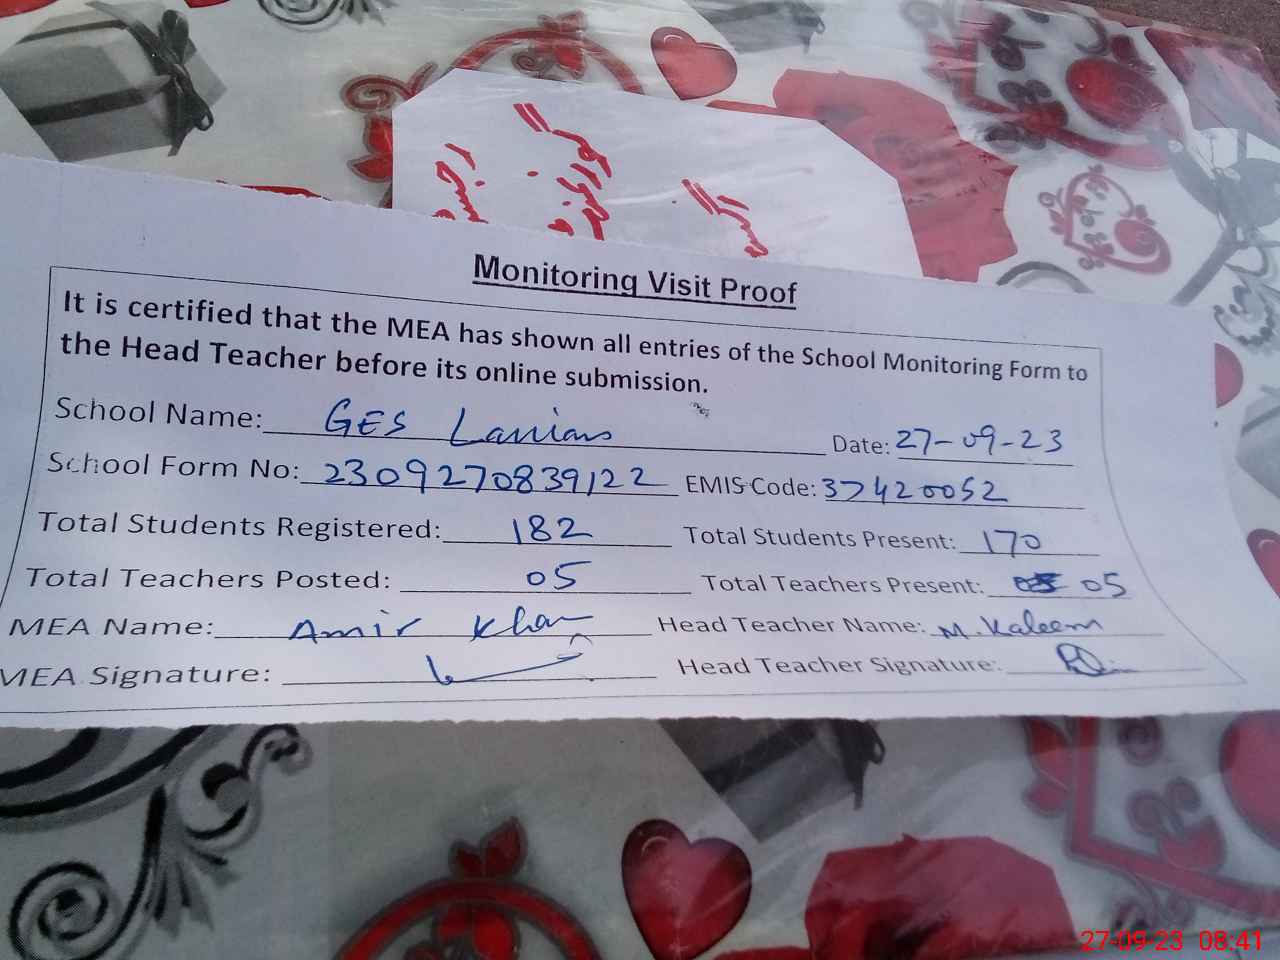 Monitoring Visit Proof
It is certified that the MEA has shown all entries of the School Monitoring Form to
the Head Teacher before its online submission.
School Name: GES Lanians Date: 27-09-23
School Form No: 2309270839122 EMIS Code: 37420052
Total Students Registered: 182 Total Students Present: 170
Total Teachers Posted: 05 Total Teachers Present: 05
MEA Name: Amir Khan Head Teacher Name: M. Kaleem
MEA Signature: Head Teacher Signature:
27-09-23 08:41